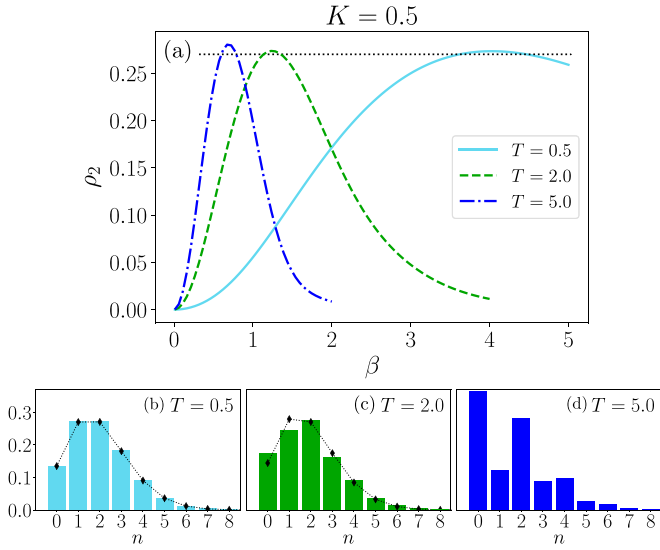 K = 0.5
(a)
ρ₂
0.25
0.20
0.15
0.10
0.05
0.00
T = 0.5
T = 2.0
T = 5.0
0 1 2 3 4 5
β
(b) T = 0.5
(c) T = 2.0
(d) T = 5.0
0.3
0.2
0.1
0.0
0 1 2 3 4 5 6 7 8
0 1 2 3 4 5 6 7 8
0 1 2 3 4 5 6 7 8
n
n
n